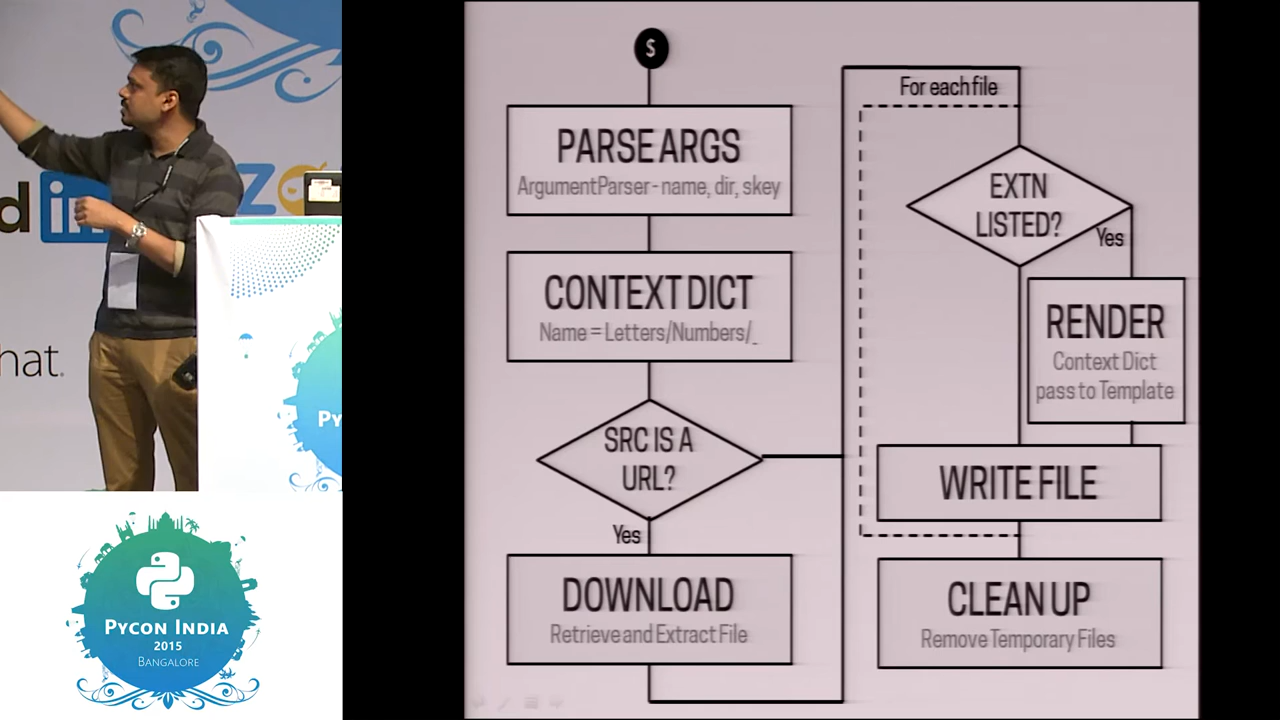 d in
Z
hat.
Py
PYCON INDIA
2015
BANGALORE
S
PARSE ARGS
ArgumentParser - name, dir, skey
CONTEXT DICT
Name = Letters/Numbers/_
SRC IS A
URL?
Yes
DOWNLOAD
Retrieve and Extract File
For each file
EXTN
LISTED?
Yes
RENDER
Context Dict
pass to Template
WRITE FILE
CLEAN UP
Remove Temporary Files